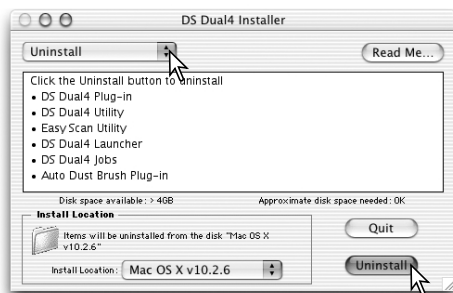 DS Dual4 Installer
Uninstall
Read Me...
Click the Uninstall button to uninstall
• DS Dual4 Plug-in
• DS Dual4 Utility
• Easy Scan Utility
• DS Dual4 Launcher
• DS Dual4 Jobs
• Auto Dust Brush Plug-in
Disk space available: > 4GB
Approximate disk space needed: 0K
Install Location
Items will be uninstalled from the disk "Mac OS X
v10.2.6"
Install Location: Mac OS X v10.2.6
Quit
Uninstall